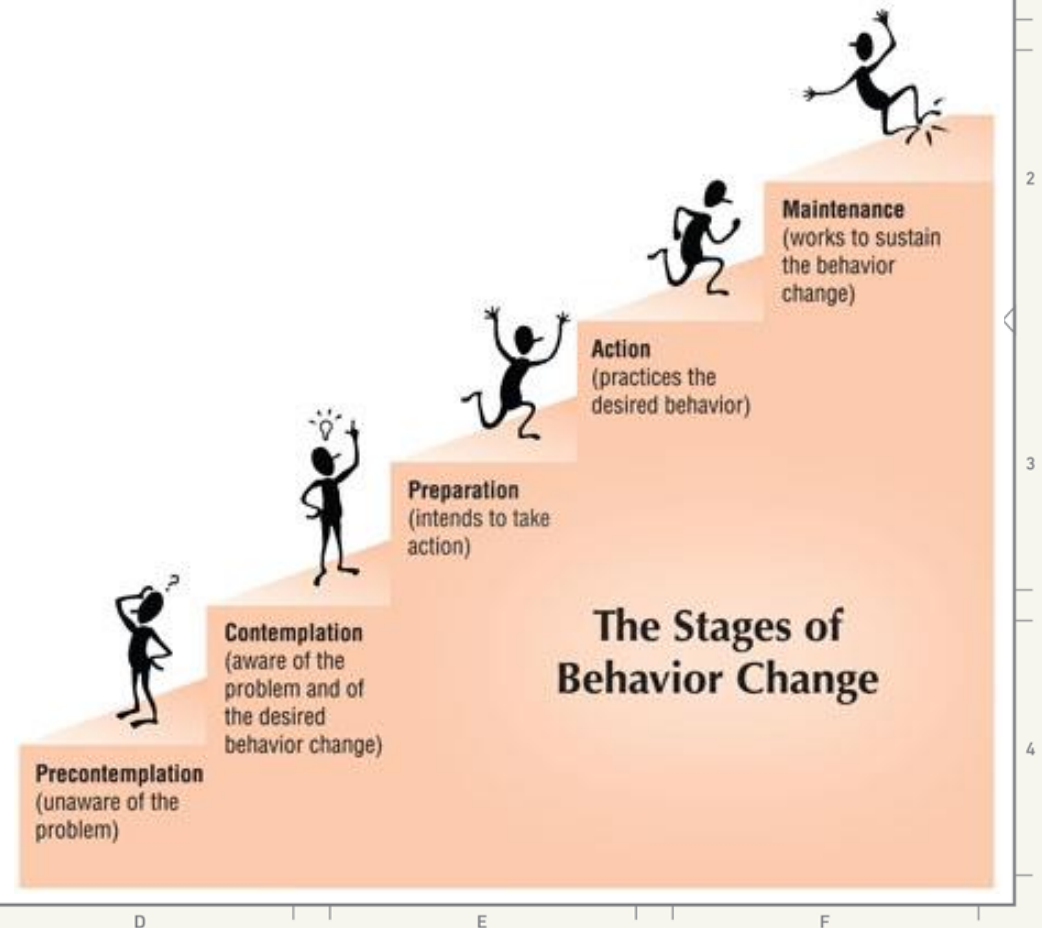 Maintenance
(works to sustain
the behavior
change)
Action
(practices the
desired behavior)
Preparation
(intends to take
action)
Contemplation
(aware of the
problem and of
the desired
behavior change)
Precontemplation
(unaware of the
problem)
The Stages of
Behavior Change
?
2
3
4
D
E
F